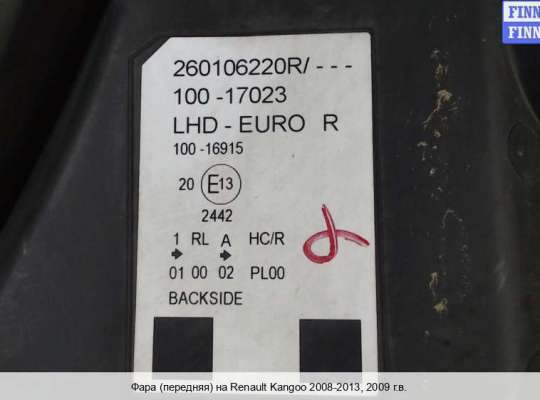 FINN
FINN
260106220R/ - - -
100 -17023
LHD - EURO R
100 -16915
20 E13
2442
1 RL A HC/R
01 00 02 PL00
BACKSIDE
Фара (передняя) на Renault Kangoo 2008-2013, 2009 г.в.